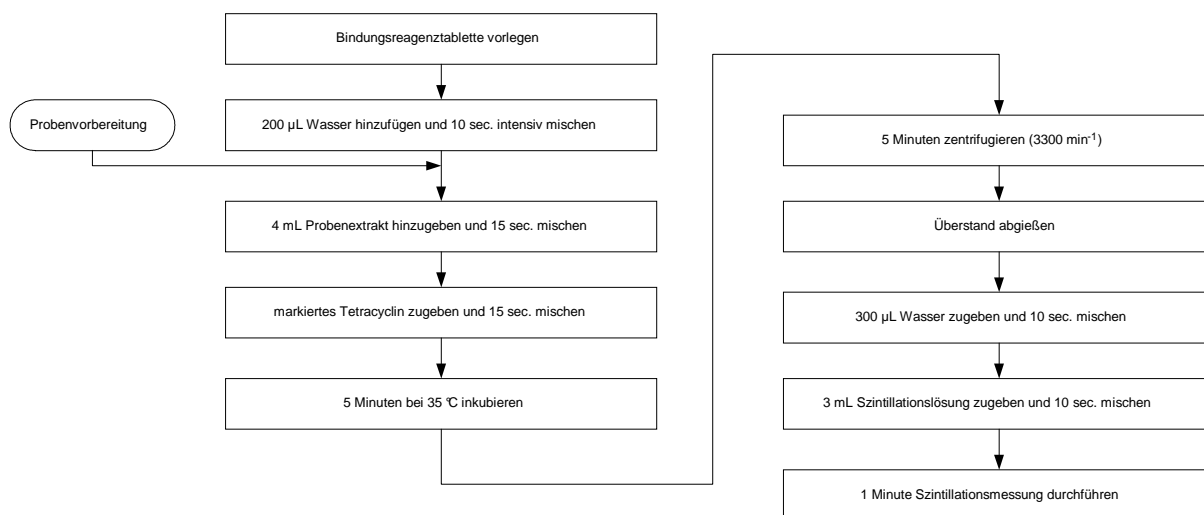 Bindungsreagenztablette vorlegen
Probenvorbereitung
200 µL Wasser hinzufügen und 10 sec. intensiv mischen
4 mL Probenextrakt hinzugeben und 15 sec. mischen
markiertes Tetracyclin zugeben und 15 sec. mischen
5 Minuten bei 35 °C inkubieren
5 Minuten zentrifugieren (3300 min⁻¹)
Überstand abgießen
300 µL Wasser zugeben und 10 sec. mischen
3 mL Szintillationslösung zugeben und 10 sec. mischen
1 Minute Szintillationsmessung durchführen